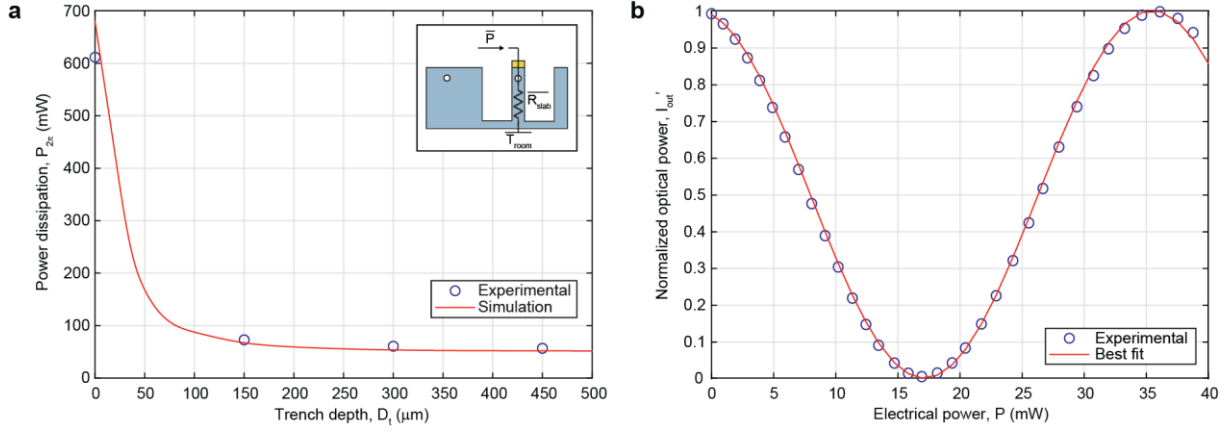 a
Power dissipation, P2π (mW)
700
600
500
400
300
200
100
0
0 50 100 150 200 250 300 350 400 450 500
Trench depth, Dt (μm)
P
Rslab
Troom
Experimental
Simulation
b
Normalized optical power, Iout'
1
0.9
0.8
0.7
0.6
0.5
0.4
0.3
0.2
0.1
0
0 5 10 15 20 25 30 35 40
Electrical power, P (mW)
Experimental
Best fit